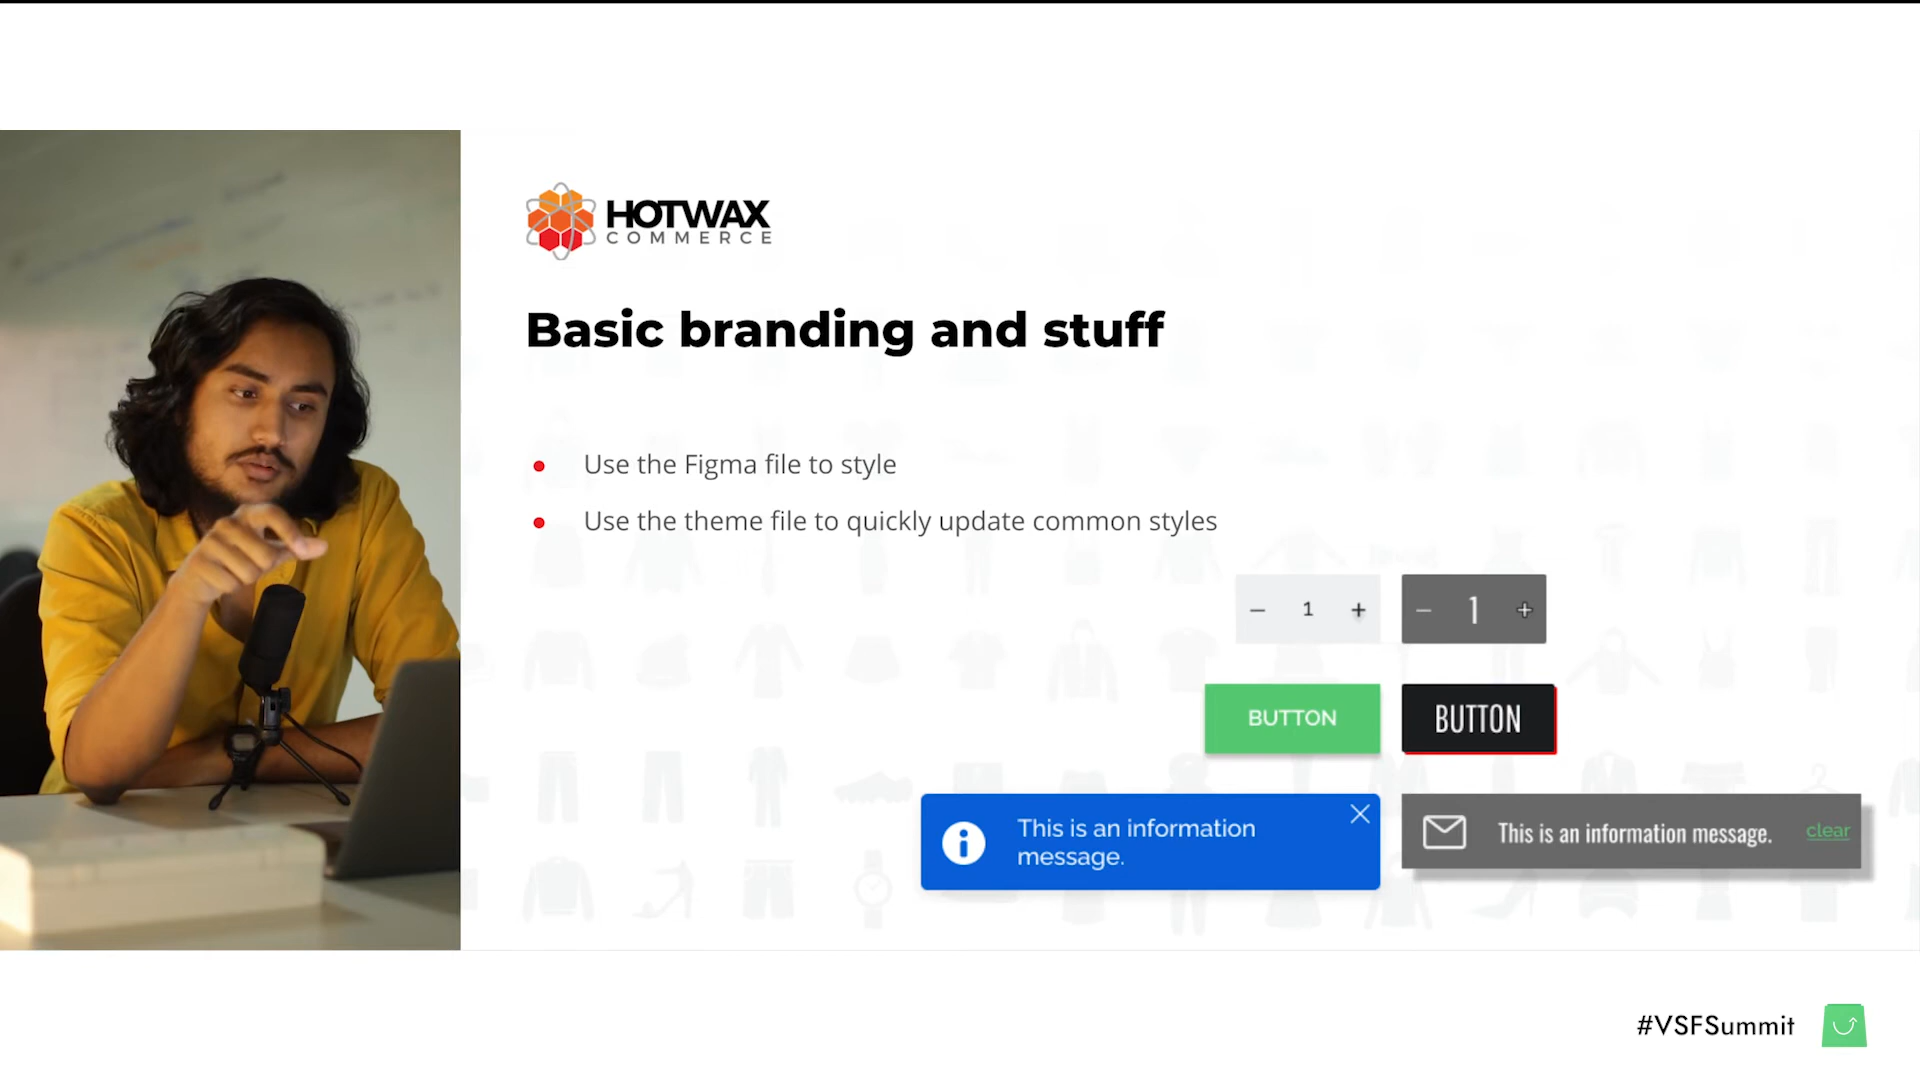 HOTWAX
COMMERCE
Basic branding and stuff
Use the Figma file to style
Use the theme file to quickly update common styles
− 1 +
− 1 +
BUTTON
BUTTON
This is an information
message.
This is an information message. clear
#VSFSummit